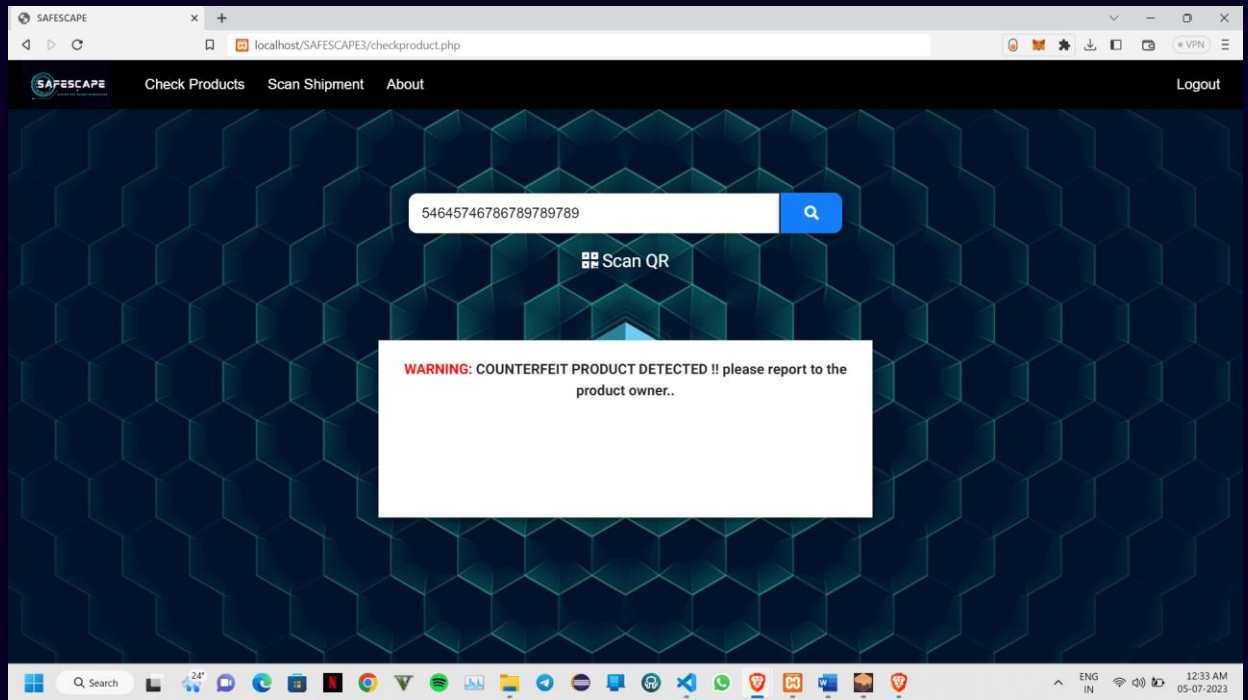 SAFESCAPE
localhost/SAFESCAPE3/checkproduct.php
VPN
SAFESCAPE
Check Products
Scan Shipment
About
Logout
54645746786789789789
Scan QR
WARNING: COUNTERFEIT PRODUCT DETECTED !! please report to the
product owner..
Search
24°
ENG
IN
12:33 AM
05-07-2023